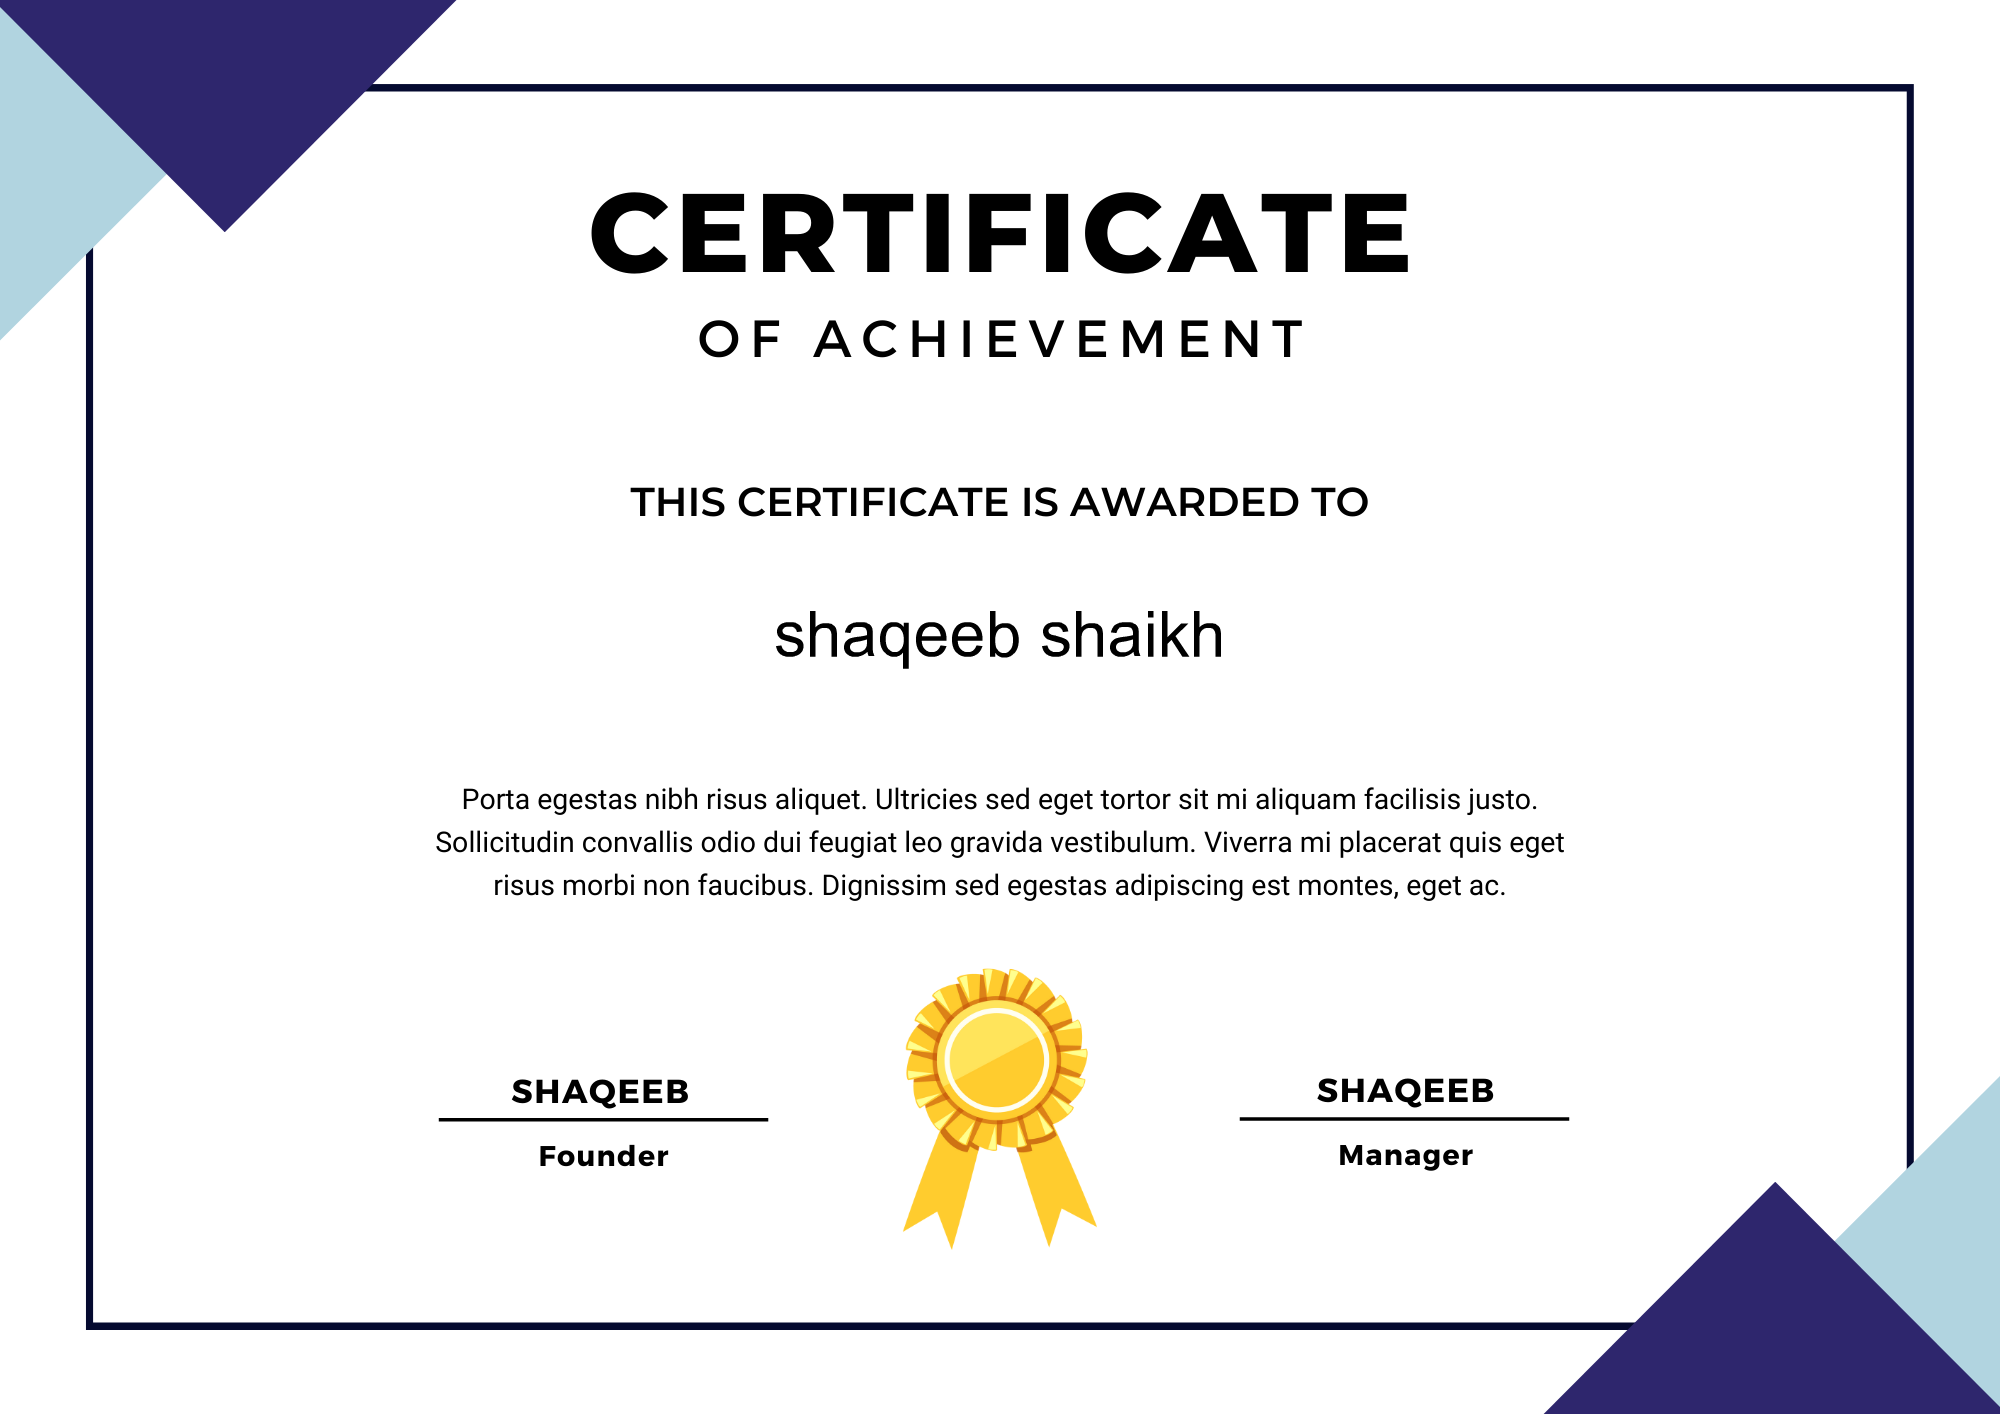 CERTIFICATE
OF ACHIEVEMENT
THIS CERTIFICATE IS AWARDED TO
shaqeeb shaikh
Porta egestas nibh risus aliquet. Ultricies sed eget tortor sit mi aliquam facilisis justo.
Sollicitudin convallis odio dui feugiat leo gravida vestibulum. Viverra mi placerat quis eget
risus morbi non faucibus. Dignissim sed egestas adipiscing est montes, eget ac.
SHAQEEB
Founder
SHAQEEB
Manager